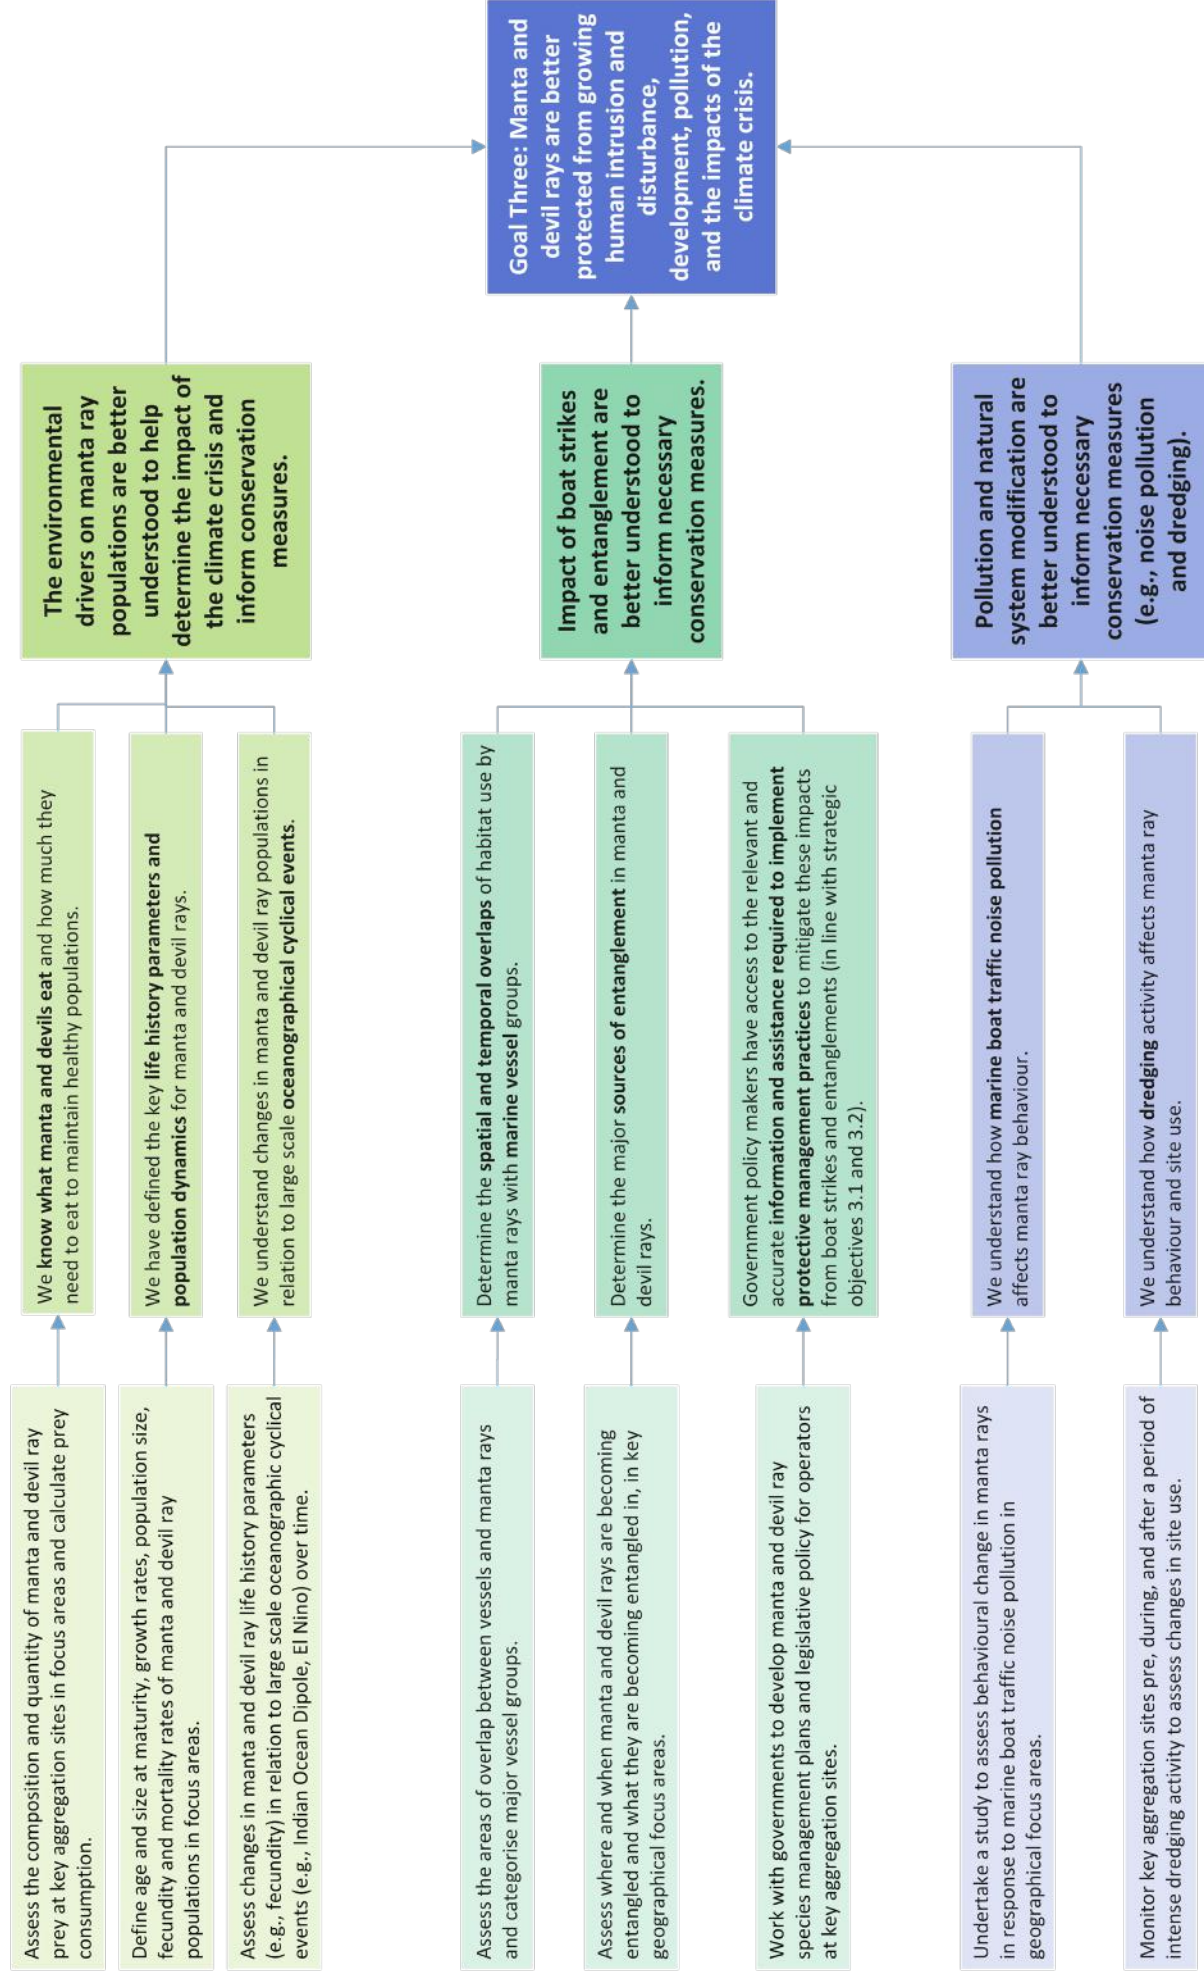 Assess the composition and quantity of manta and devil ray
prey at key aggregation sites in focus areas and calculate prey
consumption.
Define age and size at maturity, growth rates, population size,
fecundity and mortality rates of manta and devil ray
populations in focus areas.
Assess changes in manta and devil ray life history parameters
(e.g., fecundity) in relation to large scale oceanographic cyclical
events (e.g., Indian Ocean Dipole, El Nino) over time.
Assess the areas of overlap between vessels and manta rays
and categorise major vessel groups.
Assess where and when manta and devil rays are becoming
entangled and what they are becoming entangled in, in key
geographical focus areas.
Work with governments to develop manta and devil ray
species management plans and legislative policy for operators
at key aggregation sites.
Undertake a study to assess behavioural change in manta rays
in response to marine boat traffic noise pollution in
geographical focus areas.
Monitor key aggregation sites pre, during, and after a period of
intense dredging activity to assess changes in site use.
We know what manta and devils eat and how much they
need to eat to maintain healthy populations.
We have defined the key life history parameters and
population dynamics for manta and devil rays.
We understand changes in manta and devil ray populations in
relation to large scale oceanographical cyclical events.
Determine the spatial and temporal overlaps of habitat use by
manta rays with marine vessel groups.
Determine the major sources of entanglement in manta and
devil rays.
Government policy makers have access to the relevant and
accurate information and assistance required to implement
protective management practices to mitigate these impacts
from boat strikes and entanglements (in line with strategic
objectives 3.1 and 3.2).
We understand how marine boat traffic noise pollution
affects manta ray behaviour.
We understand how dredging activity affects manta ray
behaviour and site use.
The environmental
drivers on manta ray
populations are better
understood to help
determine the impact of
the climate crisis and
inform conservation
measures.
Impact of boat strikes
and entanglement are
better understood to
inform necessary
conservation measures.
Pollution and natural
system modification are
better understood to
inform necessary
conservation measures
(e.g., noise pollution
and dredging).
Goal Three: Manta and
devil rays are better
protected from growing
human intrusion and
disturbance,
development, pollution,
and the impacts of the
climate crisis.